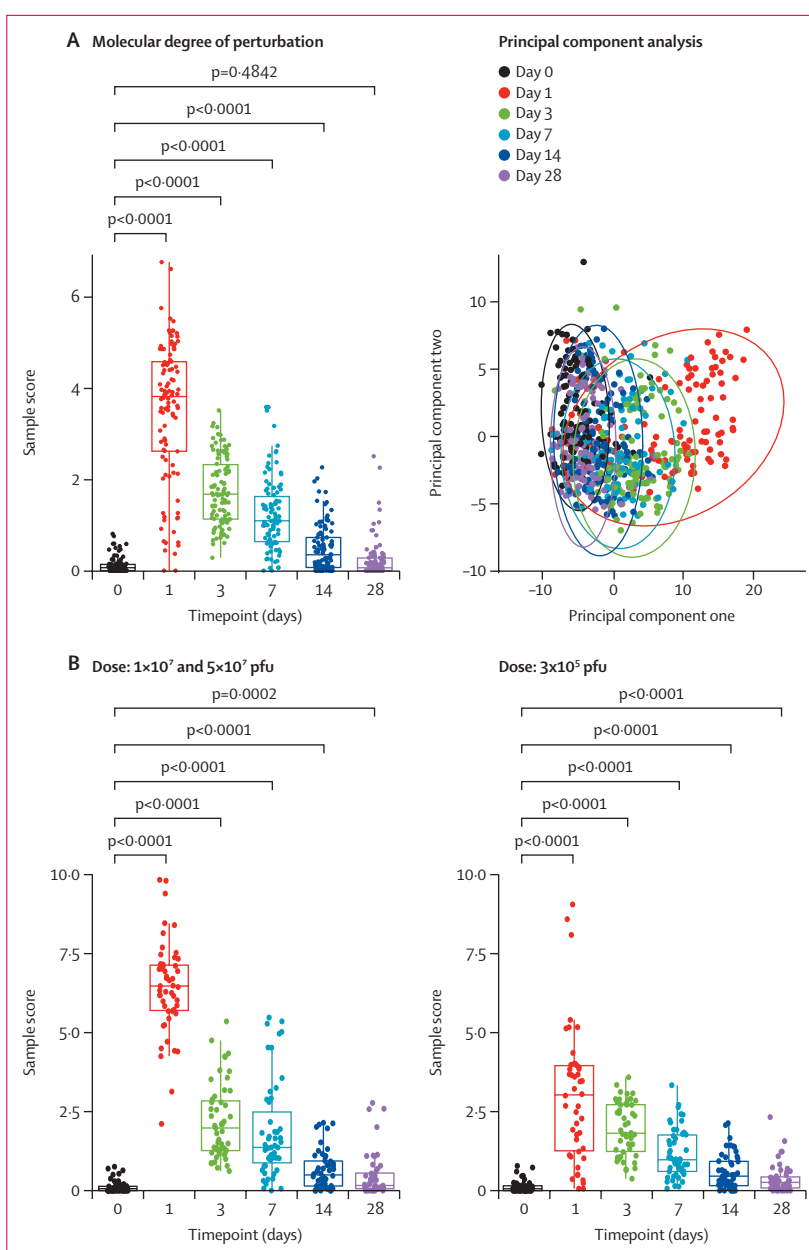 A Molecular degree of perturbation
p=0·4842
p<0·0001
p<0·0001
p<0·0001
p<0·0001
Sample score
6
4
2
0
0 1 3 7 14 28
Timepoint (days)
Principal component analysis
Day 0
Day 1
Day 3
Day 7
Day 14
Day 28
Principal component two
10
5
0
–5
–10
–10 0 10 20
Principal component one
B Dose: 1×10⁷ and 5×10⁷ pfu
p=0·0002
p<0·0001
p<0·0001
p<0·0001
p<0·0001
Sample score
10·0
7·5
5·0
2·5
0
0 1 3 7 14 28
Timepoint (days)
Dose: 3x10⁵ pfu
p<0·0001
p<0·0001
p<0·0001
p<0·0001
p<0·0001
Sample score
10·0
7·5
5·0
2·5
0
0 1 3 7 14 28
Timepoint (days)